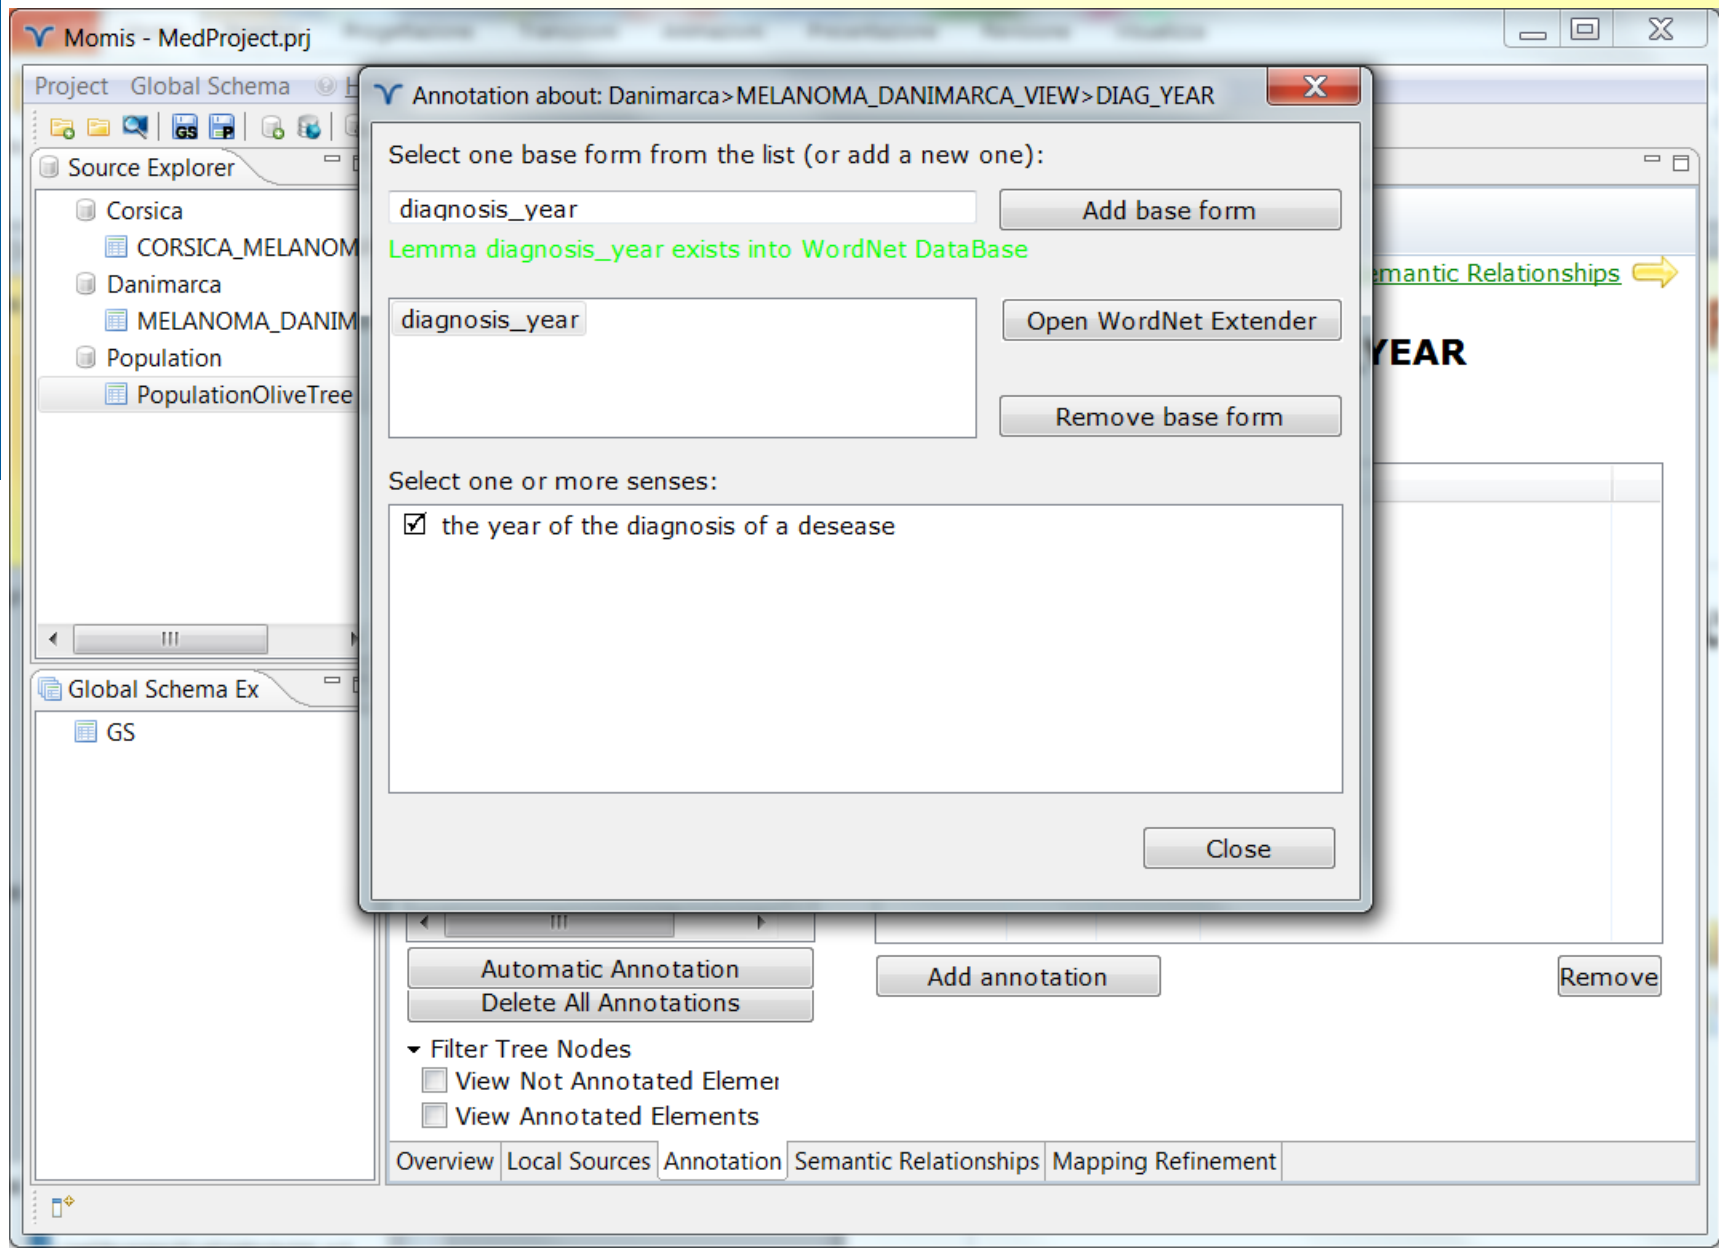 Momis - MedProject.prj
Project Global Schema H
Annotation about: Danimarca>MELANOMA_DANIMARCA_VIEW>DIAG_YEAR
GS P
Source Explorer
Corsica
CORSICA_MELANOM
Danimarca
MELANOMA_DANIM
Population
PopulationOliveTree
Select one base form from the list (or add a new one):
diagnosis_year
Add base form
Lemma diagnosis_year exists into WordNet DataBase
diagnosis_year
Open WordNet Extender
Remove base form
Select one or more senses:
the year of the diagnosis of a desease
Close
emantic Relationships
YEAR
Global Schema Ex
GS
Automatic Annotation
Delete All Annotations
Add annotation
Remove
Filter Tree Nodes
View Not Annotated Elemer
View Annotated Elements
Overview Local Sources Annotation Semantic Relationships Mapping Refinement